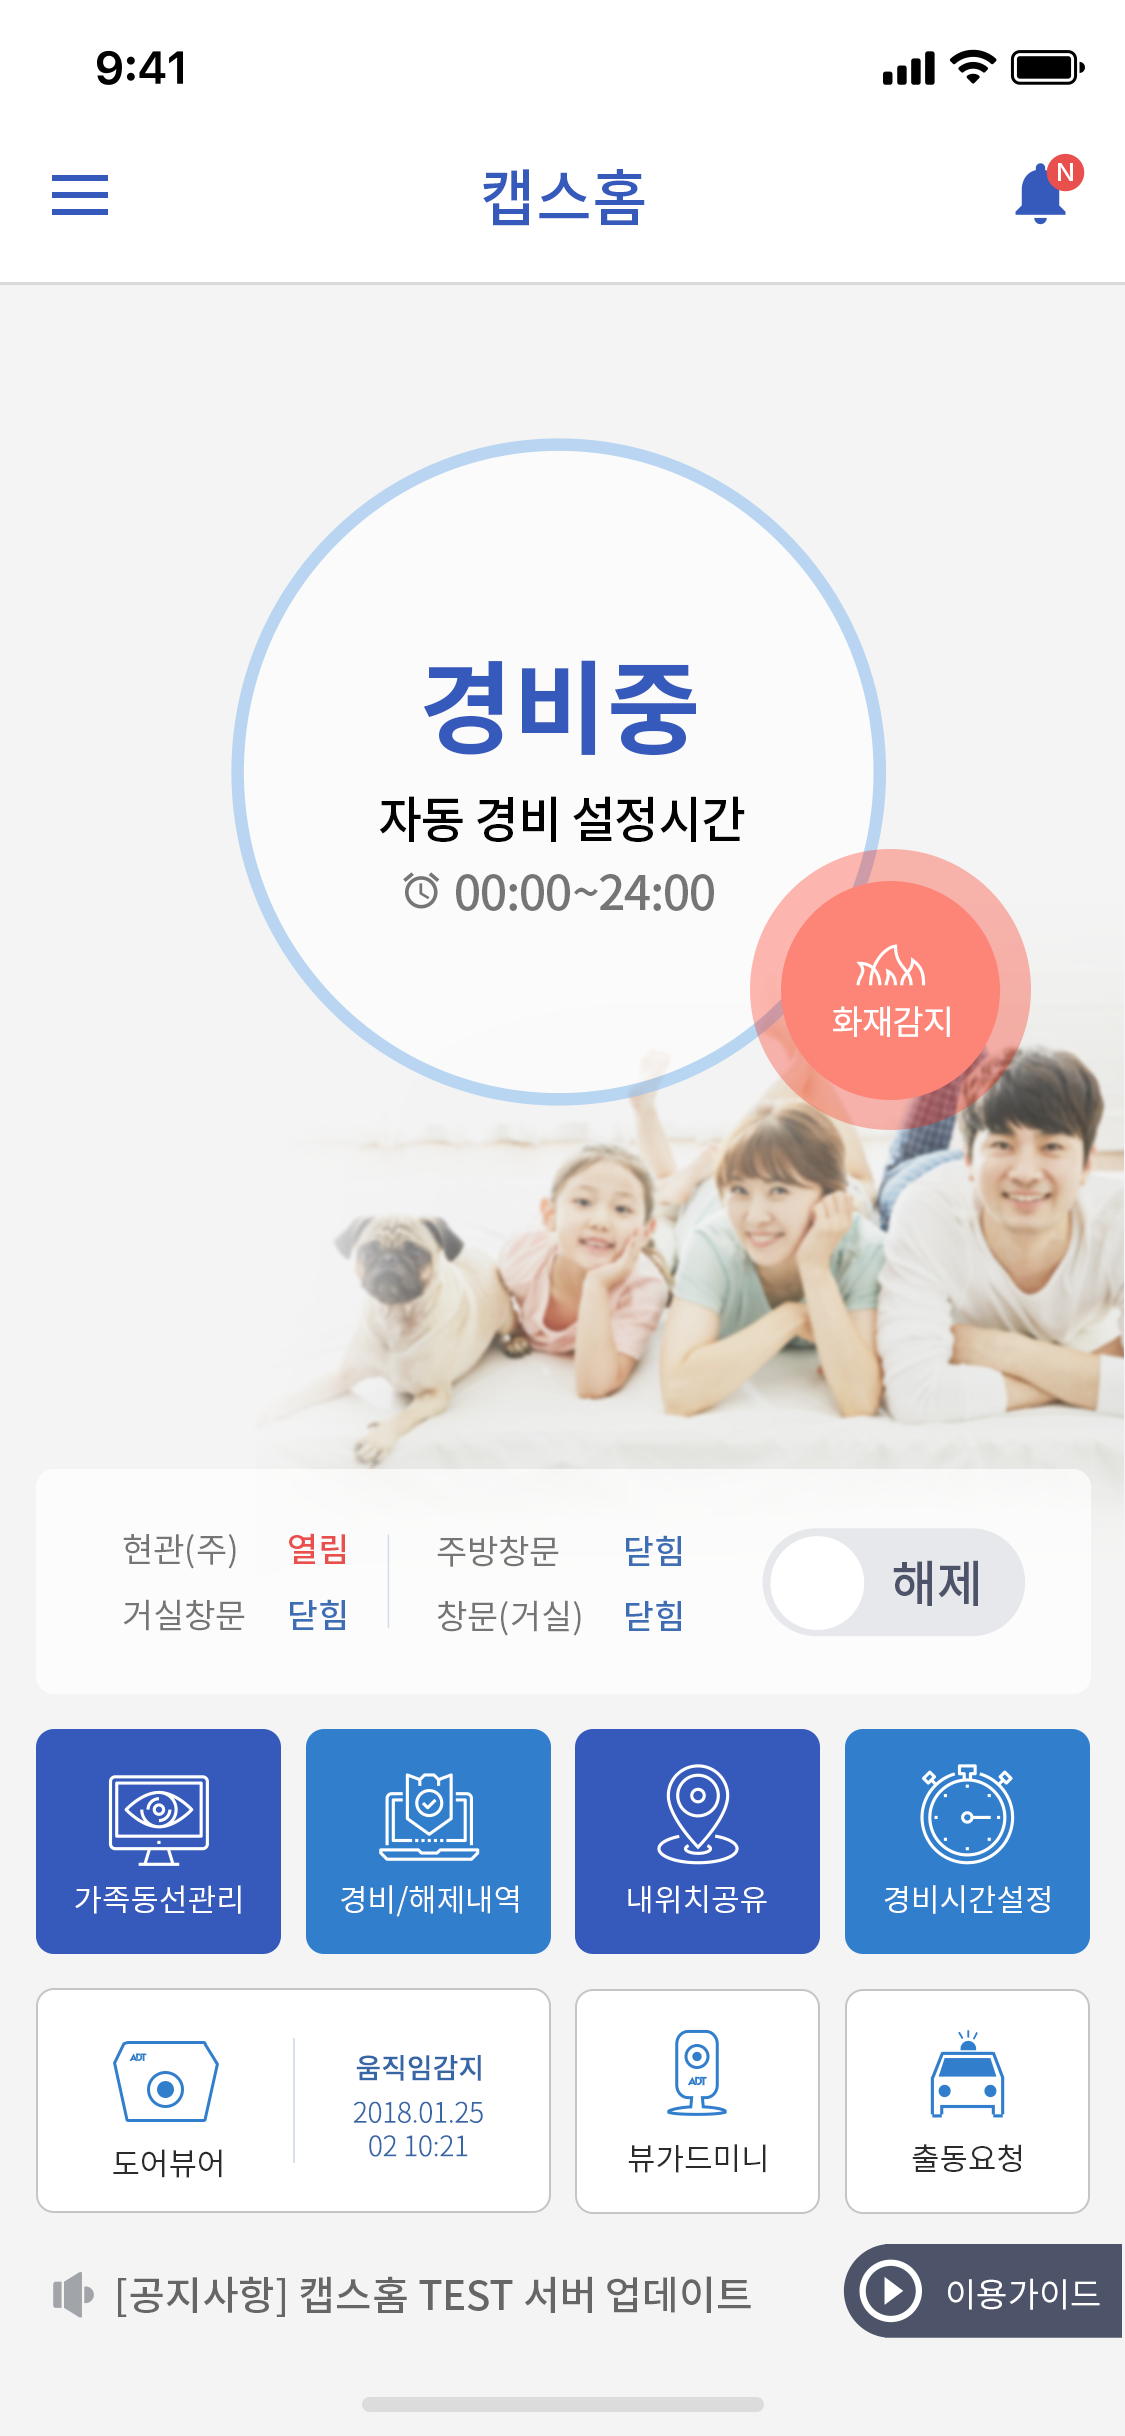 9:41
캡스홈
N
경비중
자동 경비 설정시간
00:00~24:00
화재감지
현관(주) 열림
주방창문 닫힘
거실창문 닫힘
창문(거실) 닫힘
해제
가족동선관리
경비/해제내역
내위치공유
경비시간설정
ADT
도어뷰어
움직임감지
2018.01.25
02 10:21
ADT
뷰가드미니
출동요청
[공지사항] 캡스홈 TEST 서버 업데이트
이용가이드